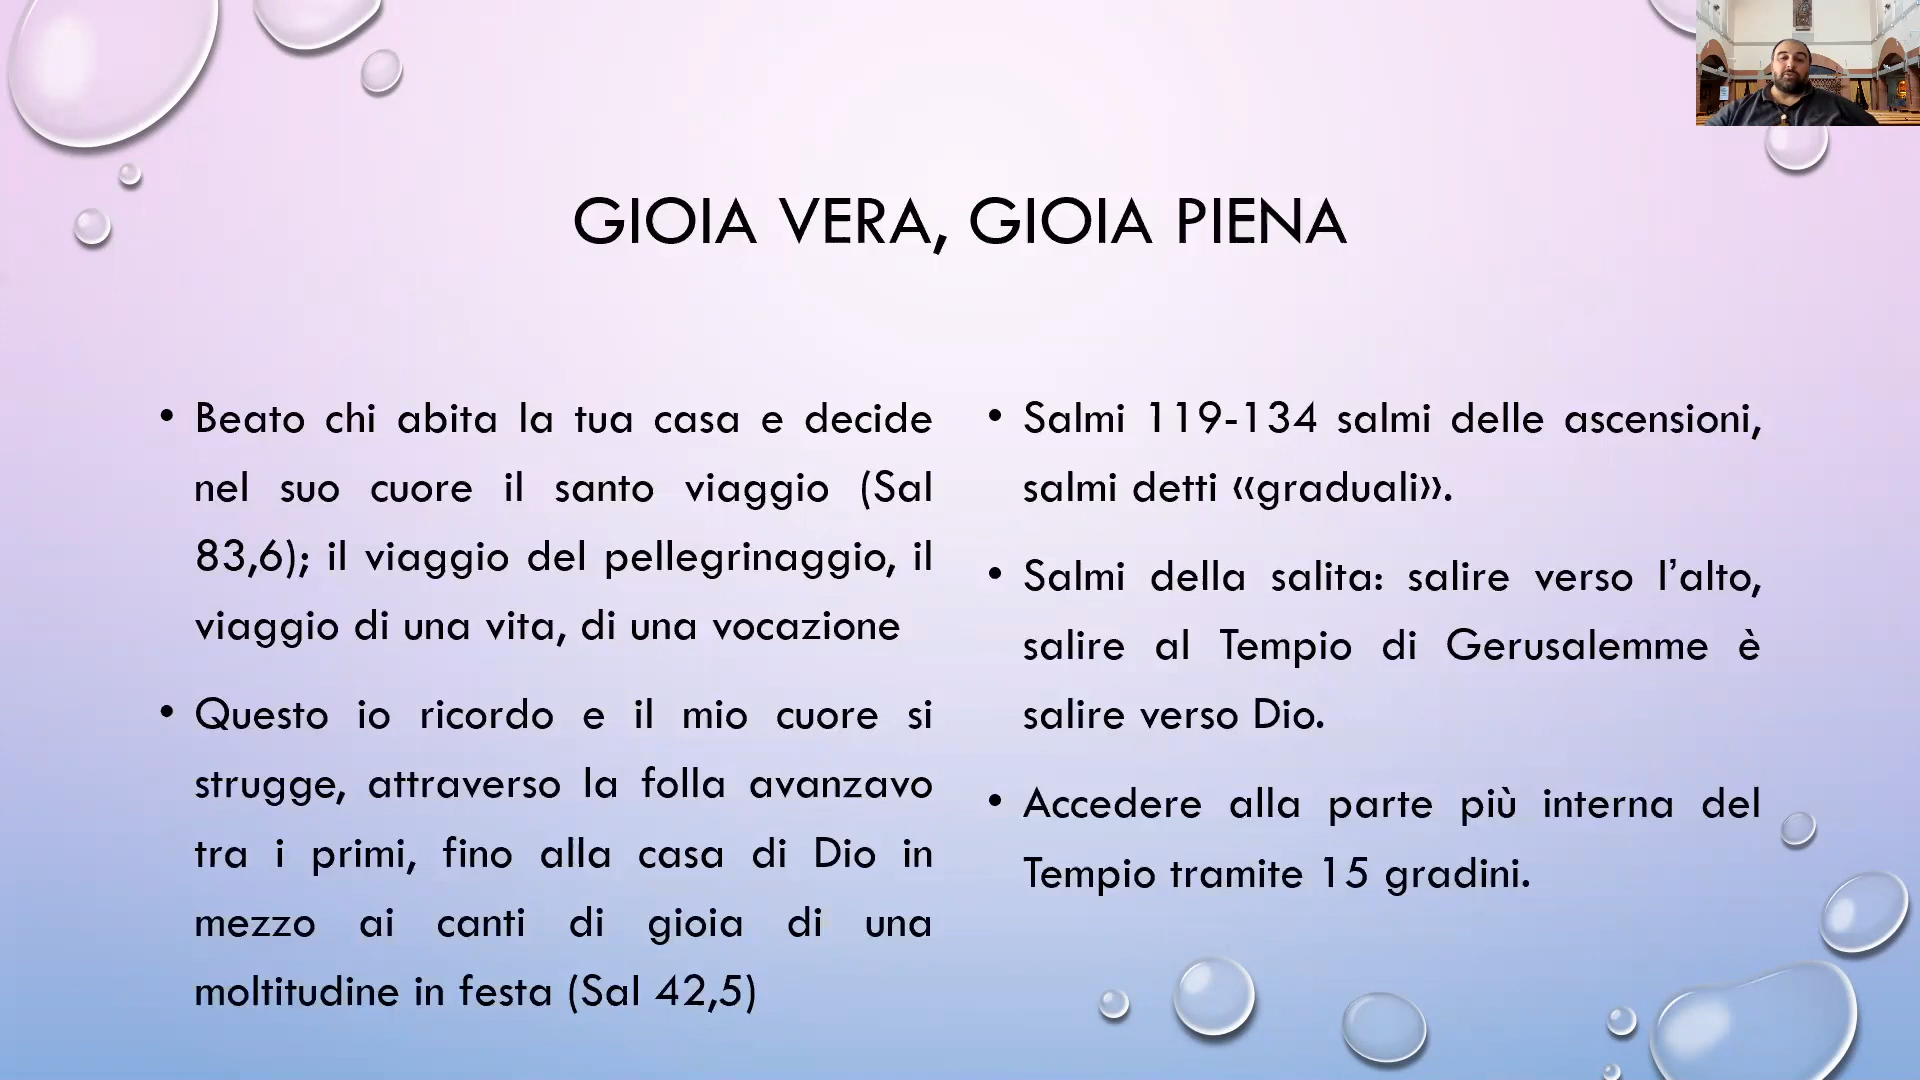 GIOIA VERA, GIOIA PIENA
• Beato chi abita la tua casa e decide
nel suo cuore il santo viaggio (Sal
83,6); il viaggio del pellegrinaggio, il
viaggio di una vita, di una vocazione
• Questo io ricordo e il mio cuore si
strugge, attraverso la folla avanzavo
tra i primi, fino alla casa di Dio in
mezzo ai canti di gioia di una
moltitudine in festa (Sal 42,5)
• Salmi 119-134 salmi delle ascensioni,
salmi detti «graduali».
• Salmi della salita: salire verso l’alto,
salire al Tempio di Gerusalemme è
salire verso Dio.
• Accedere alla parte più interna del
Tempio tramite 15 gradini.